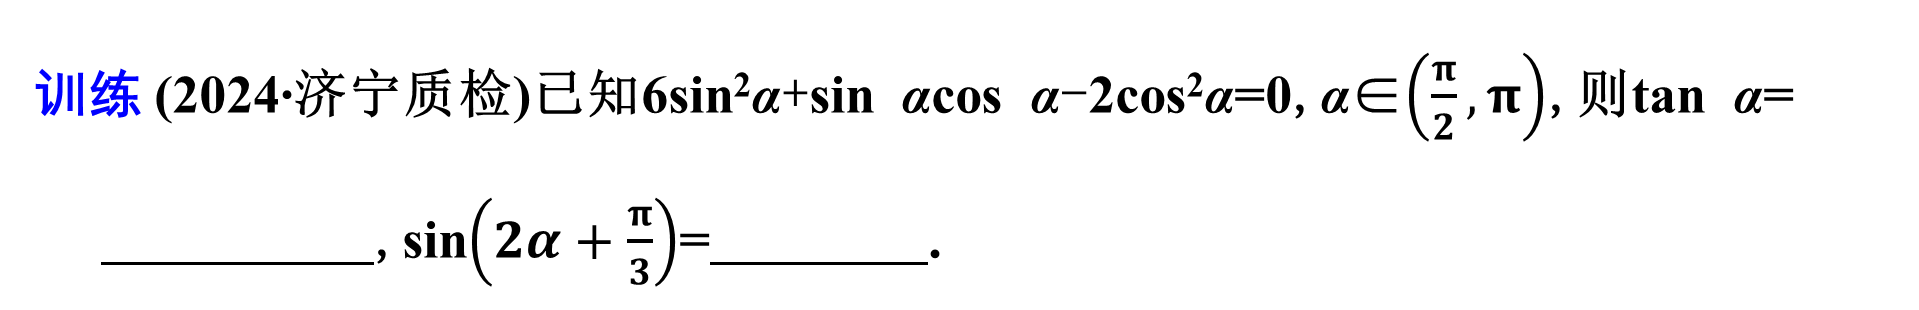 训练 (2024·济宁质检)已知6sin²α+sin αcos α−2cos²α=0, α∈(π/2, π), 则tan α=
__________, sin(2α+π/3)=________.